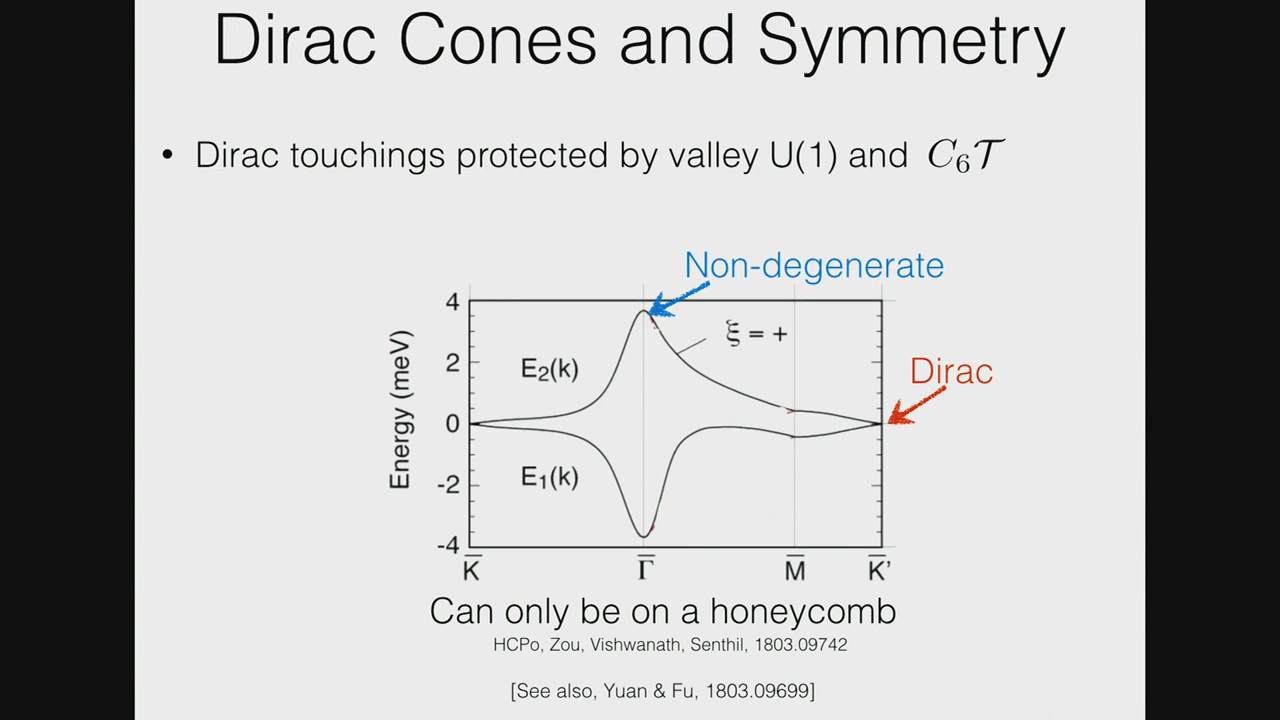 Dirac Cones and Symmetry
• Dirac touchings protected by valley U(1) and C₆𝒯
Non-degenerate
4
ξ = +
2
E₂(k)
Dirac
Energy (meV)
0
E₁(k)
-2
-4
K̅ Γ̅ M̅ K̅'
Can only be on a honeycomb
HCPo, Zou, Vishwanath, Senthil, 1803.09742
[See also, Yuan & Fu, 1803.09699]